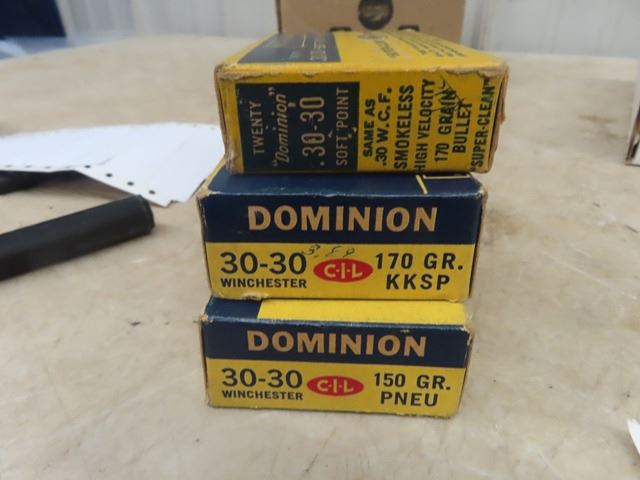 TWENTY
"Dominion"
.30-30
SOFT POINT
SAME AS
.30 W.C.F.
SMOKELESS
HIGH VELOCITY
170 GRAIN
BULLET
"SUPER-CLEAN"
DOMINION
30-30
WINCHESTER
C-I-L
170 GR.
KKSP
DOMINION
30-30
WINCHESTER
C-I-L
150 GR.
PNEU